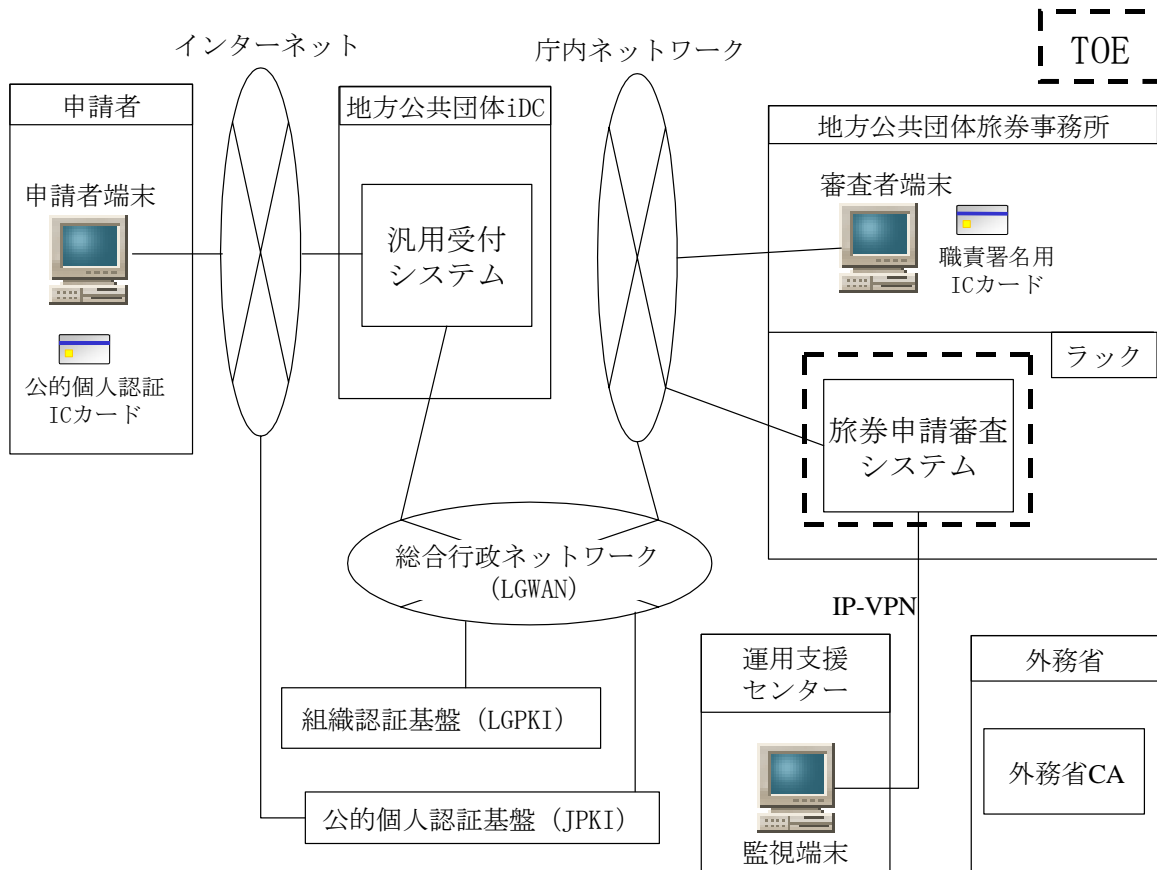 インターネット
庁内ネットワーク
TOE
申請者
地方公共団体iDC
地方公共団体旅券事務所
申請者端末
汎用受付
システム
審査者端末
職責署名用
ICカード
公的個人認証
ICカード
ラック
旅券申請審査
システム
総合行政ネットワーク
(LGWAN)
IP-VPN
運用支援
センター
外務省
組織認証基盤（LGPKI）
外務省CA
公的個人認証基盤（JPKI）
監視端末